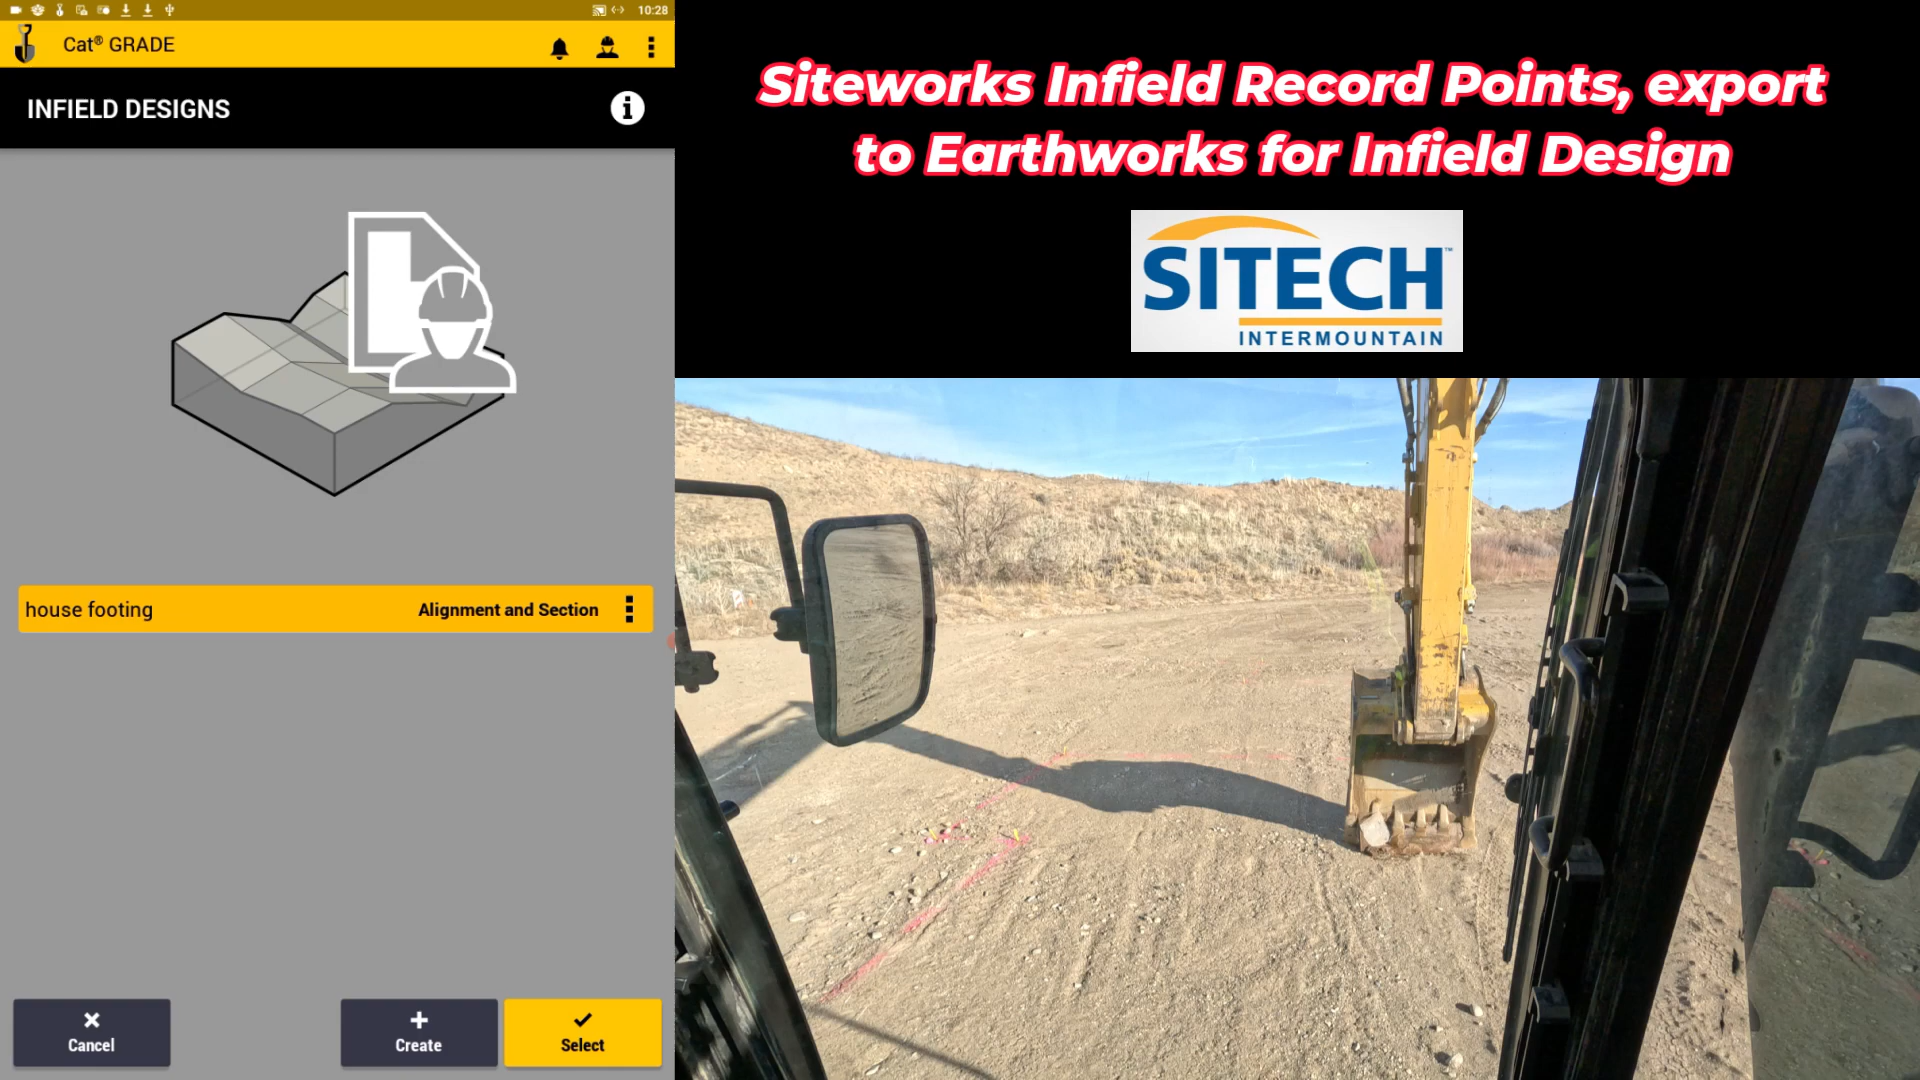 10:28
Cat® GRADE
INFIELD DESIGNS
house footing Alignment and Section
Cancel
Create
Select
Siteworks Infield Record Points, export
to Earthworks for Infield Design
SITECH™
INTERMOUNTAIN